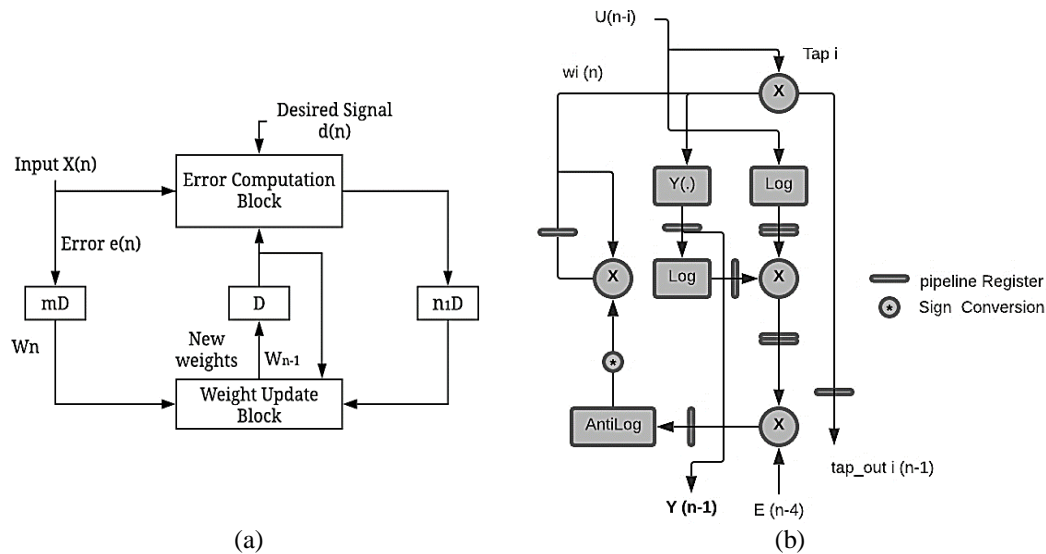 Desired Signal
d(n)
Input X(n)
Error Computation
Block
Error e(n)
mD
D
n1D
Wn
New
weights
Wn-1
Weight Update
Block
(a)
U(n-i)
Tap i
wi (n)
X
Y(.)
Log
X
Log
X
pipeline Register
* Sign Conversion
*
AntiLog
X
tap_out i (n-1)
Y (n-1)
E (n-4)
(b)